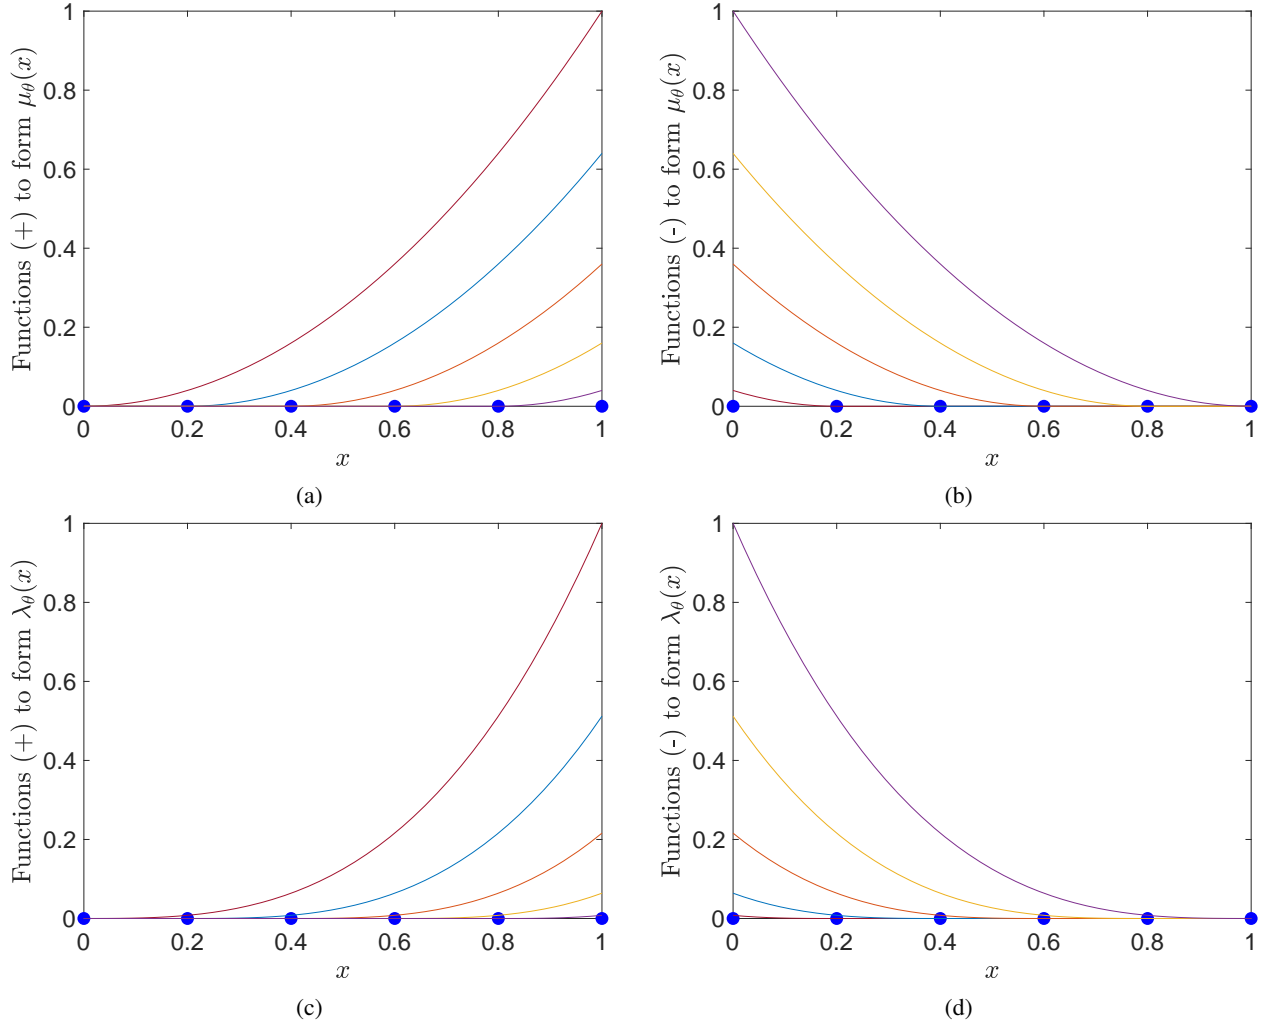 Functions (+) to form μ_θ(x)
1
0.8
0.6
0.4
0.2
0
0 0.2 0.4 0.6 0.8 1
x
(a)
Functions (-) to form μ_θ(x)
1
0.8
0.6
0.4
0.2
0
0 0.2 0.4 0.6 0.8 1
x
(b)
Functions (+) to form λ_θ(x)
1
0.8
0.6
0.4
0.2
0
0 0.2 0.4 0.6 0.8 1
x
(c)
Functions (-) to form λ_θ(x)
1
0.8
0.6
0.4
0.2
0
0 0.2 0.4 0.6 0.8 1
x
(d)